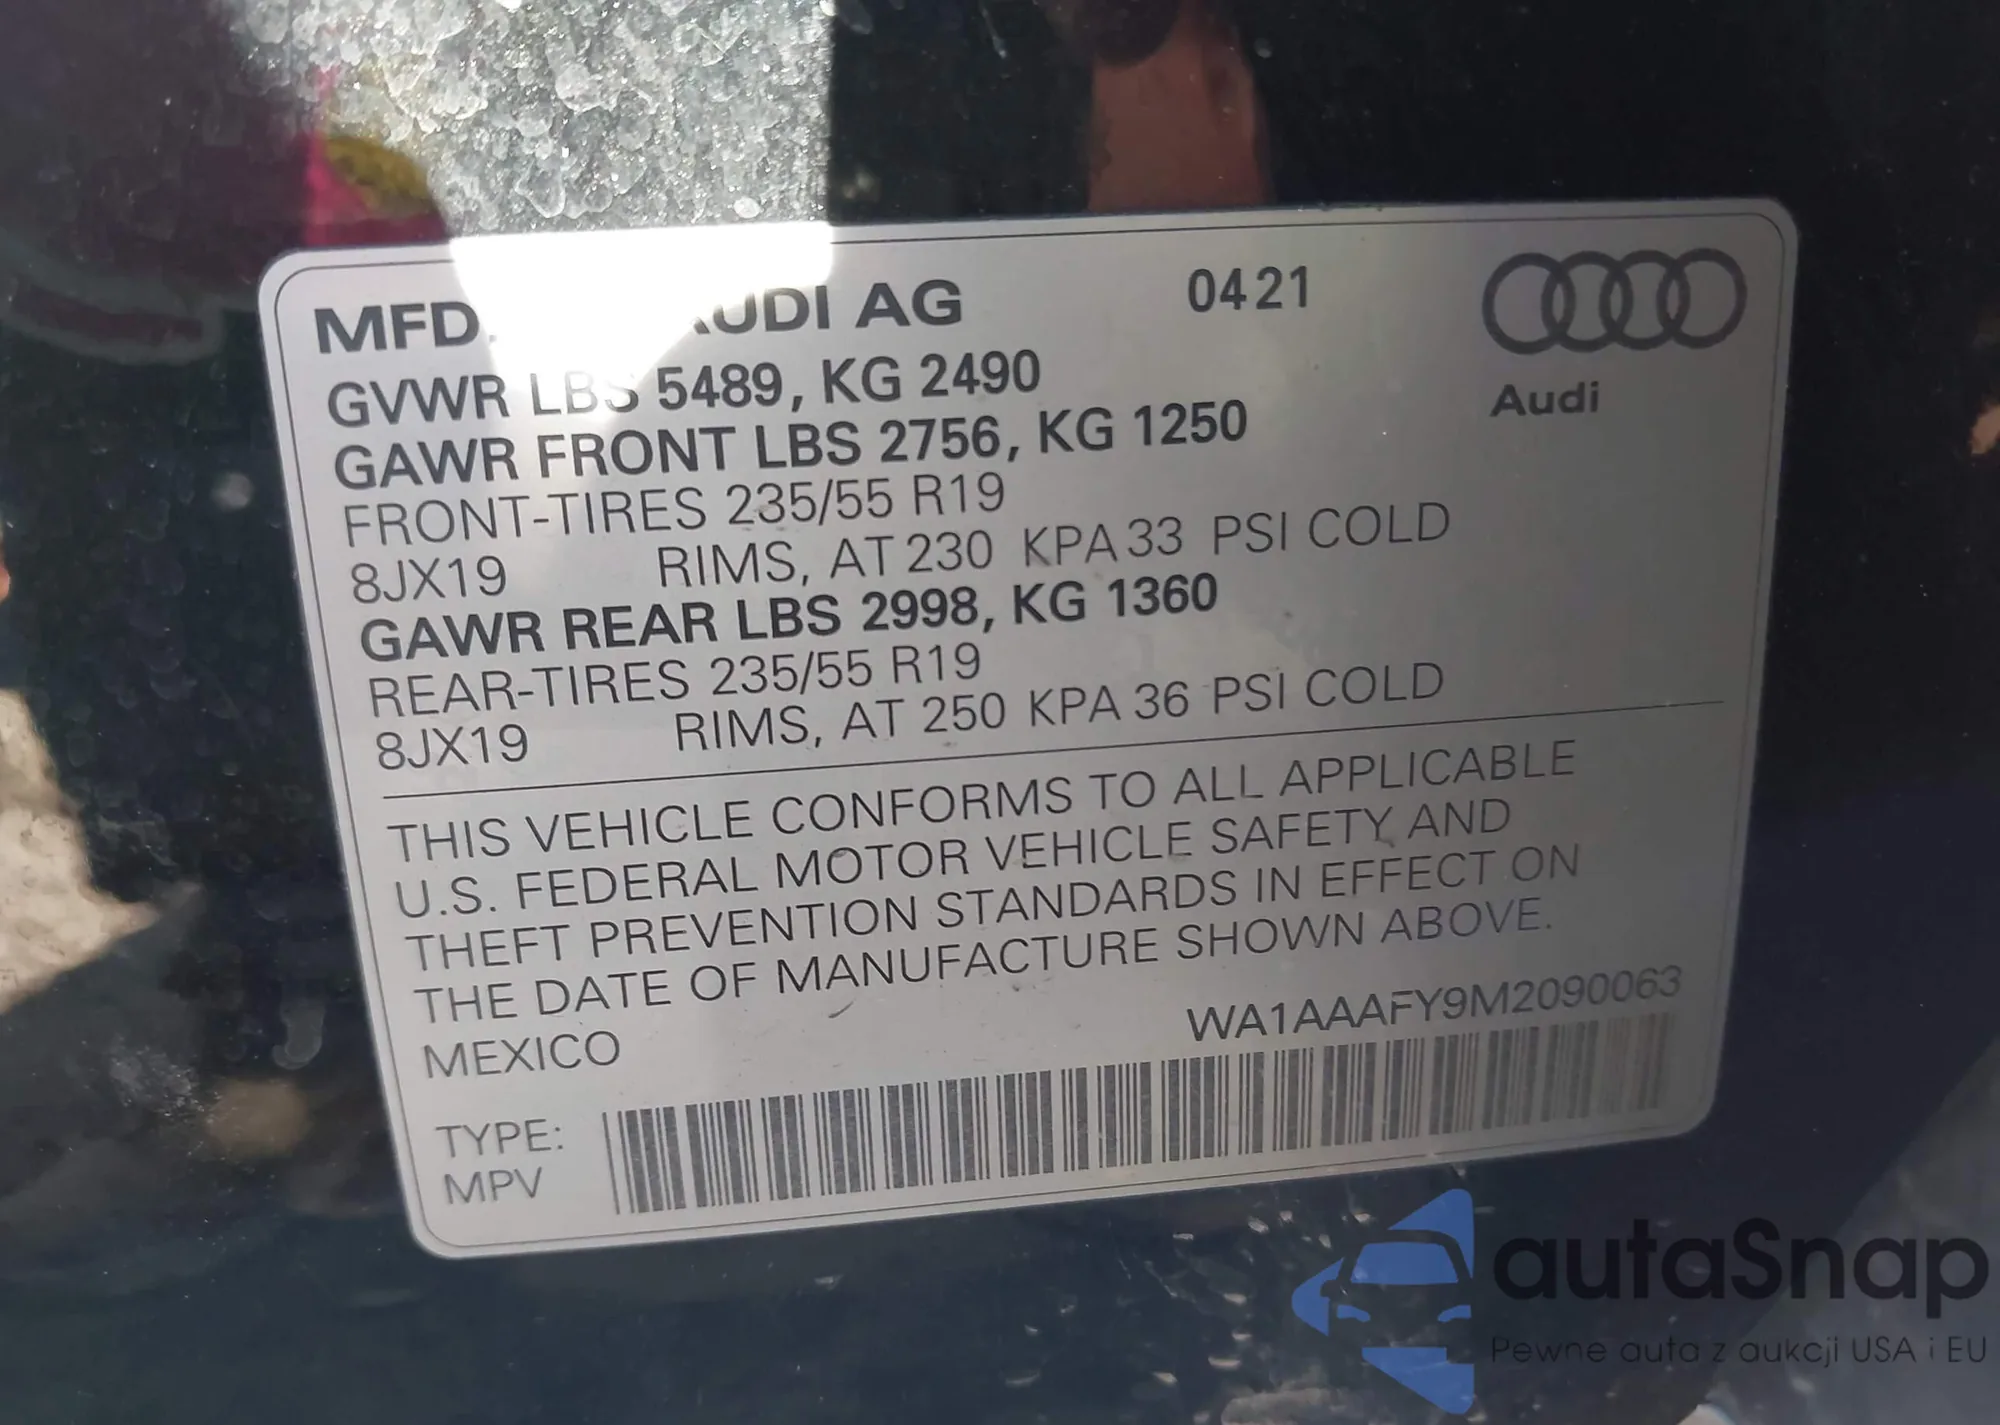 MFD. AUDI AG 0421
GVWR LBS 5489, KG 2490
Audi
GAWR FRONT LBS 2756, KG 1250
FRONT-TIRES 235/55 R19
8JX19 RIMS, AT 230 KPA 33 PSI COLD
GAWR REAR LBS 2998, KG 1360
REAR-TIRES 235/55 R19
8JX19 RIMS, AT 250 KPA 36 PSI COLD
THIS VEHICLE CONFORMS TO ALL APPLICABLE
U.S. FEDERAL MOTOR VEHICLE SAFETY AND
THEFT PREVENTION STANDARDS IN EFFECT ON
THE DATE OF MANUFACTURE SHOWN ABOVE.
MEXICO WA1AAAFY9M2090063
TYPE:
MPV
autaSnap
Pewne auta z aukcji USA i EU